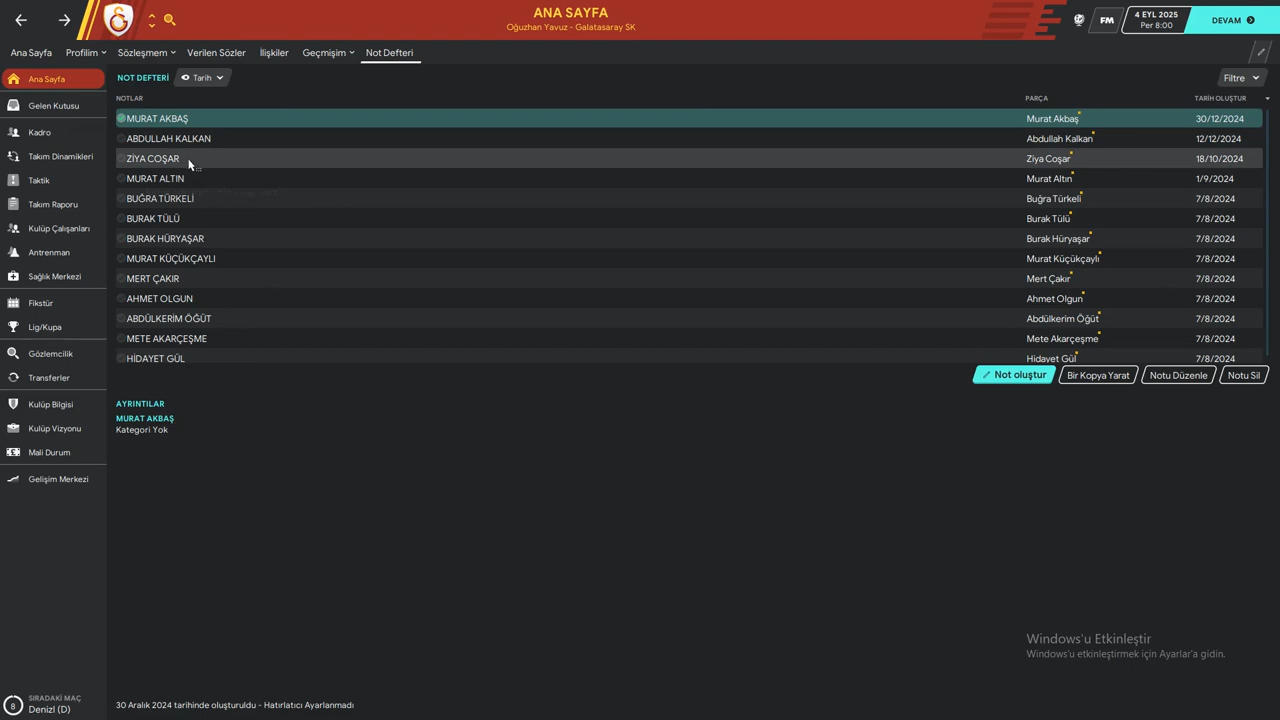 ANA SAYFA
Oğuzhan Yavuz - Galatasaray SK
FM
4 EYL 2025
Per 8:00
DEVAM
Ana Sayfa
Profilim
Sözleşmem
Verilen Sözler
İlişkiler
Geçmişim
Not Defteri
Ana Sayfa
Gelen Kutusu
Kadro
Takım Dinamikleri
Taktik
Takım Raporu
Kulüp Çalışanları
Antrenman
Sağlık Merkezi
Fikstür
Lig/Kupa
Gözlemcilik
Transferler
Kulüp Bilgisi
Kulüp Vizyonu
Mali Durum
Gelişim Merkezi
8
SIRADAKİ MAÇ
Denizl (D)
NOT DEFTERİ
Tarih
Filtre
NOTLAR PARÇA TARİH OLUŞTUR
MURAT AKBAŞ Murat Akbaş 30/12/2024
ABDULLAH KALKAN Abdullah Kalkan 12/12/2024
ZİYA COŞAR Ziya Coşar 18/10/2024
MURAT ALTIN Murat Altın 1/9/2024
BUĞRA TÜRKELİ Buğra Türkeli 7/8/2024
BURAK TÜLÜ Burak Tülü 7/8/2024
BURAK HÜRYAŞAR Burak Hüryaşar 7/8/2024
MURAT KÜÇÜKÇAYLI Murat Küçükçaylı 7/8/2024
MERT ÇAKIR Mert Çakır 7/8/2024
AHMET OLGUN Ahmet Olgun 7/8/2024
ABDÜLKERİM ÖĞÜT Abdülkerim Öğüt 7/8/2024
METE AKARÇEŞME Mete Akarçeşme 7/8/2024
HİDAYET GÜL Hidayet Gül 7/8/2024
Not oluştur
Bir Kopya Yarat
Notu Düzenle
Notu Sil
AYRINTILAR
MURAT AKBAŞ
Kategori Yok
Windows'u Etkinleştir
Windows'u etkinleştirmek için Ayarlar'a gidin.
30 Aralık 2024 tarihinde oluşturuldu - Hatırlatıcı Ayarlanmadı